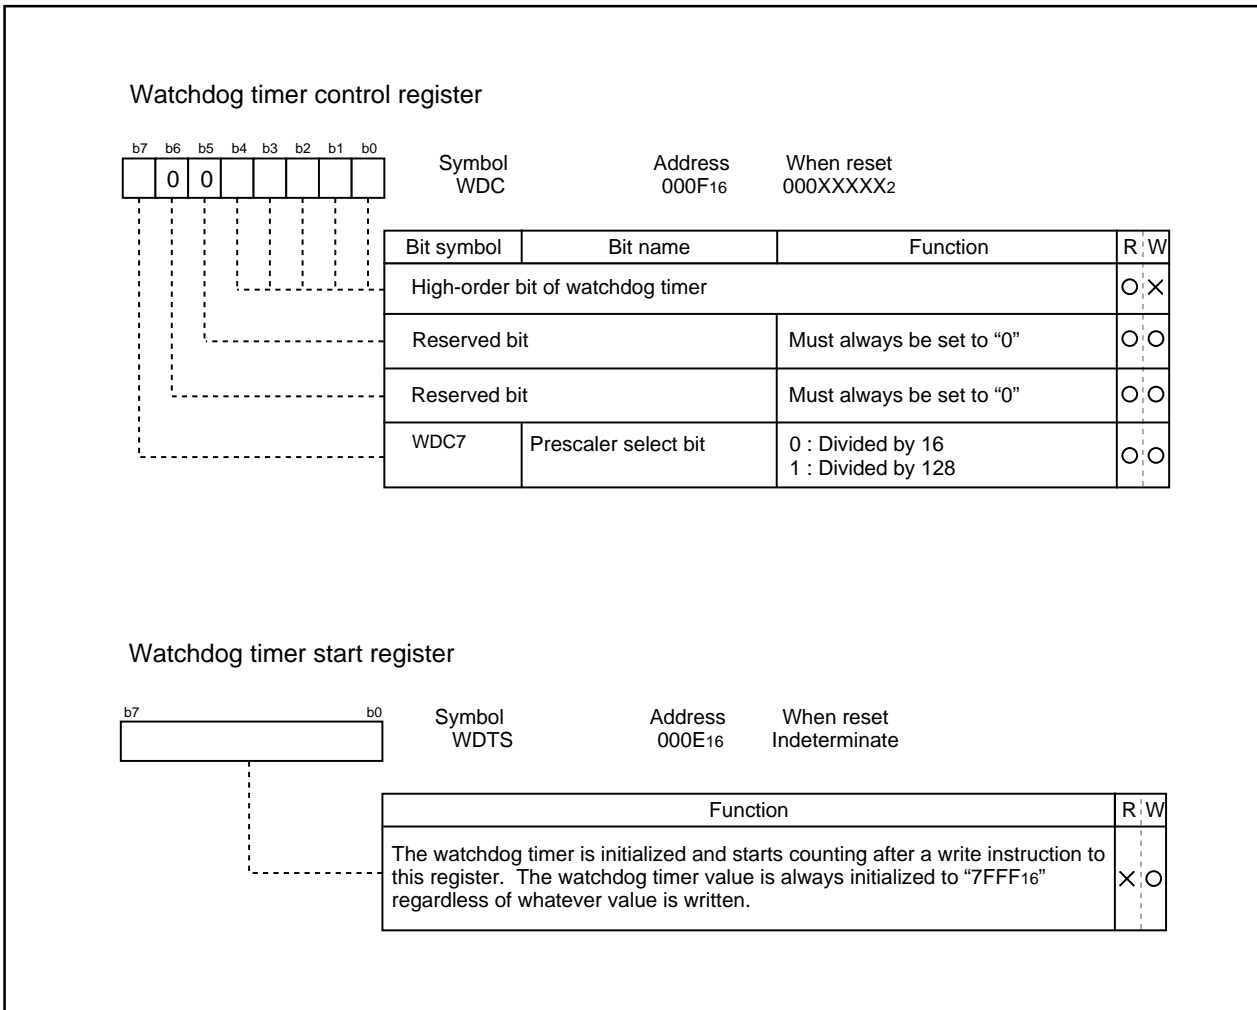 Watchdog timer control register
b7 b6 b5 b4 b3 b2 b1 b0
0 0
Symbol Address When reset
WDC 000F16 000XXXXX2
Bit symbol Bit name Function R W
High-order bit of watchdog timer
Reserved bit Must always be set to “0”
Reserved bit Must always be set to “0”
WDC7 Prescaler select bit 0 : Divided by 16
1 : Divided by 128
Watchdog timer start register
b7 b0
Symbol Address When reset
WDTS 000E16 Indeterminate
Function R W
The watchdog timer is initialized and starts counting after a write instruction to
this register. The watchdog timer value is always initialized to “7FFF16”
regardless of whatever value is written.